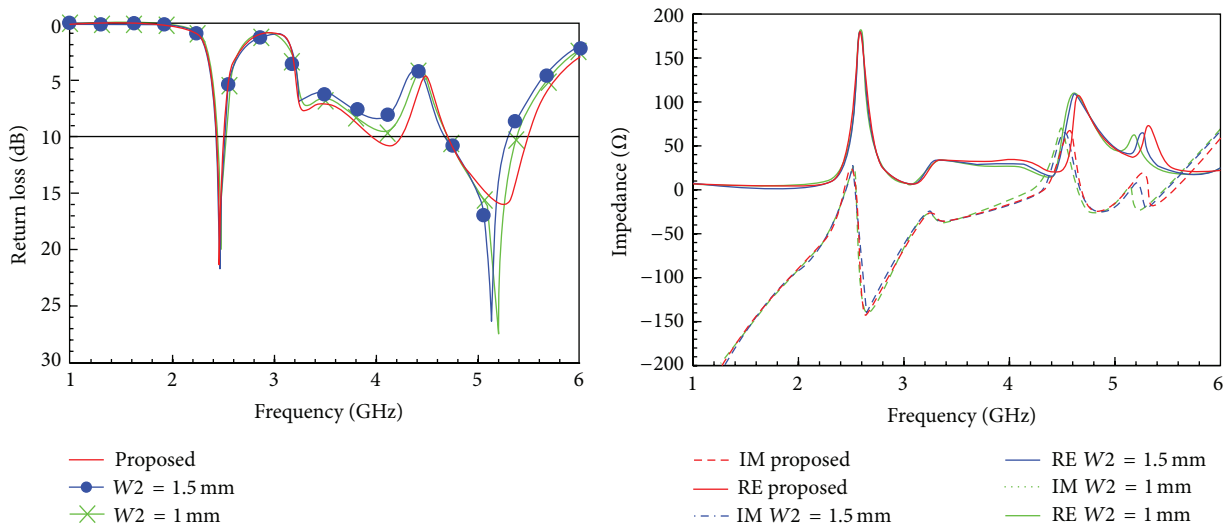 0
5
10
15
20
25
30
Return loss (dB)
1 2 3 4 5 6
Frequency (GHz)
Proposed
W2 = 1.5 mm
W2 = 1 mm
200
150
100
50
0
−50
−100
−150
−200
Impedance (Ω)
1 2 3 4 5 6
Frequency (GHz)
IM proposed
RE proposed
IM W2 = 1.5 mm
RE W2 = 1.5 mm
IM W2 = 1 mm
RE W2 = 1 mm